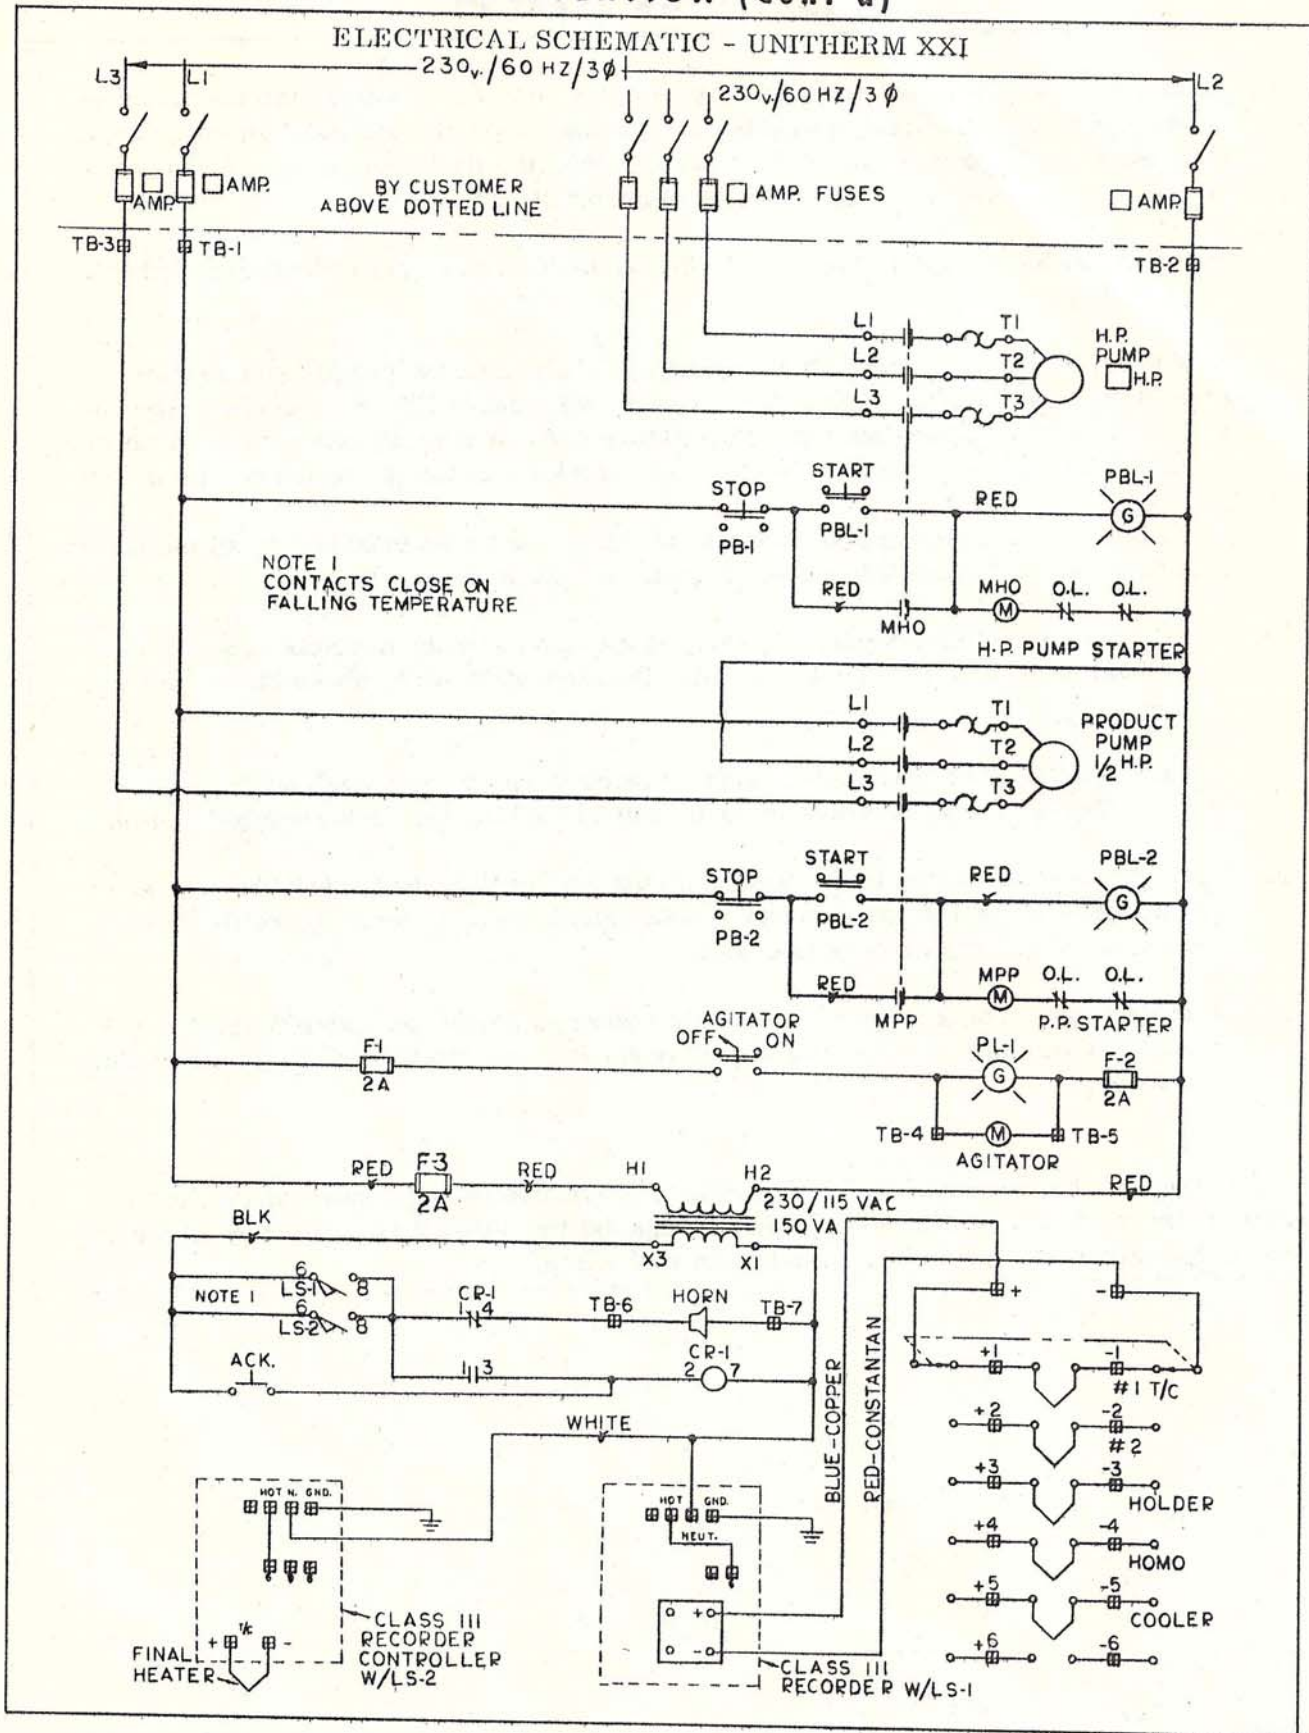 (Con. d)
ELECTRICAL SCHEMATIC - UNITHERM XXI
L3 L1 230v./60 HZ/3Ø L2
230v./60 HZ/3Ø
AMP. AMP. BY CUSTOMER AMP. FUSES AMP.
ABOVE DOTTED LINE
TB-3 TB-1 TB-2
L1 T1 H.P.
L2 T2 PUMP
L3 T3 H.P.
STOP START RED PBL-1
PB-1 PBL-1 G
NOTE 1
CONTACTS CLOSE ON
FALLING TEMPERATURE
RED MHO MHO M O.L. O.L.
H.P. PUMP STARTER
L1 T1 PRODUCT
L2 T2 PUMP
L3 T3 1/2 H.P.
STOP START RED PBL-2
PB-2 PBL-2 G
RED MPP MPP M O.L. O.L.
P.P. STARTER
F-1 AGITATOR PL-1 F-2
2A OFF ON G 2A
TB-4 M TB-5
AGITATOR
RED F-3 RED H1 H2 RED
2A 230/115 VAC
BLK 150 VA
X3 X1
NOTE 1 6 LS-1 8
6 LS-2 8 CR-1 1 4 TB-6 HORN TB-7
ACK. 1 3 CR-1 2 7
+ -
+1 -1
#1 T/C
+2 -2
#2
+3 -3
HOLDER
+4 -4
HOMO
+5 -5
COOLER
+6 -6
WHITE
BLUE-COPPER
RED-CONSTANTAN
HOT N. GND.
HOT GND.
NEUT.
+ -
T/C
+ -
FINAL
HEATER
CLASS III
RECORDER
CONTROLLER
W/LS-2
CLASS III
RECORDER W/LS-1